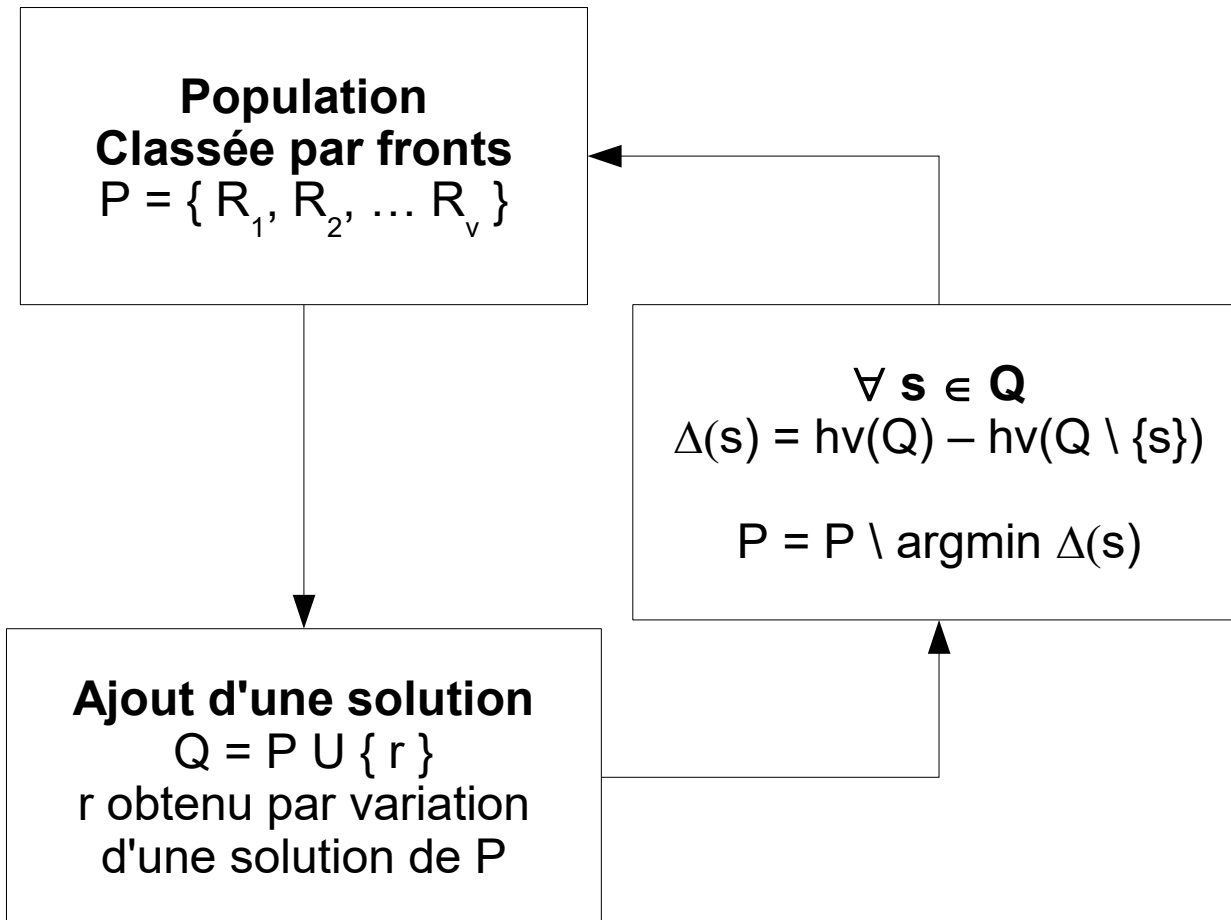 Population
Classée par fronts
P = { R₁, R₂, … Rᵥ }
∀ s ∈ Q
Δ(s) = hv(Q) – hv(Q \ {s})
P = P \ argmin Δ(s)
Ajout d'une solution
Q = P U { r }
r obtenu par variation
d'une solution de P